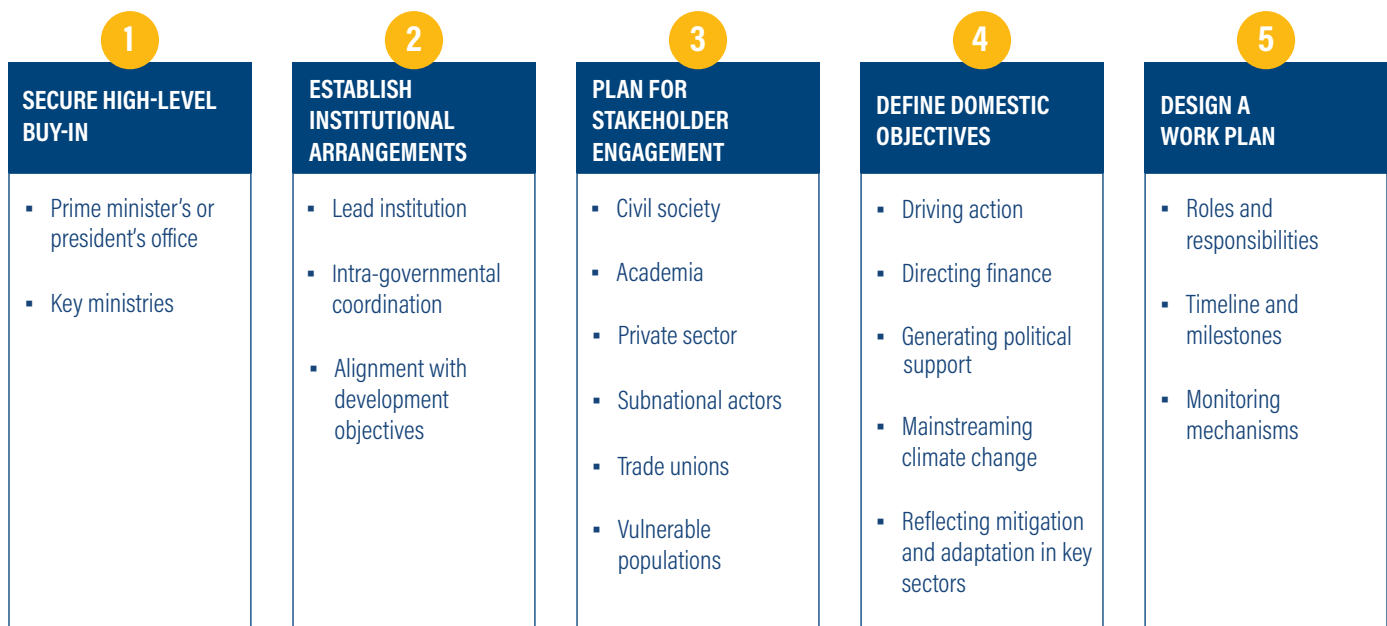 1
SECURE HIGH-LEVEL
BUY-IN
▪ Prime minister’s or
president’s office
▪ Key ministries
2
ESTABLISH
INSTITUTIONAL
ARRANGEMENTS
▪ Lead institution
▪ Intra-governmental
coordination
▪ Alignment with
development
objectives
3
PLAN FOR
STAKEHOLDER
ENGAGEMENT
▪ Civil society
▪ Academia
▪ Private sector
▪ Subnational actors
▪ Trade unions
▪ Vulnerable
populations
4
DEFINE DOMESTIC
OBJECTIVES
▪ Driving action
▪ Directing finance
▪ Generating political
support
▪ Mainstreaming
climate change
▪ Reflecting mitigation
and adaptation in key
sectors
5
DESIGN A
WORK PLAN
▪ Roles and
responsibilities
▪ Timeline and
milestones
▪ Monitoring
mechanisms